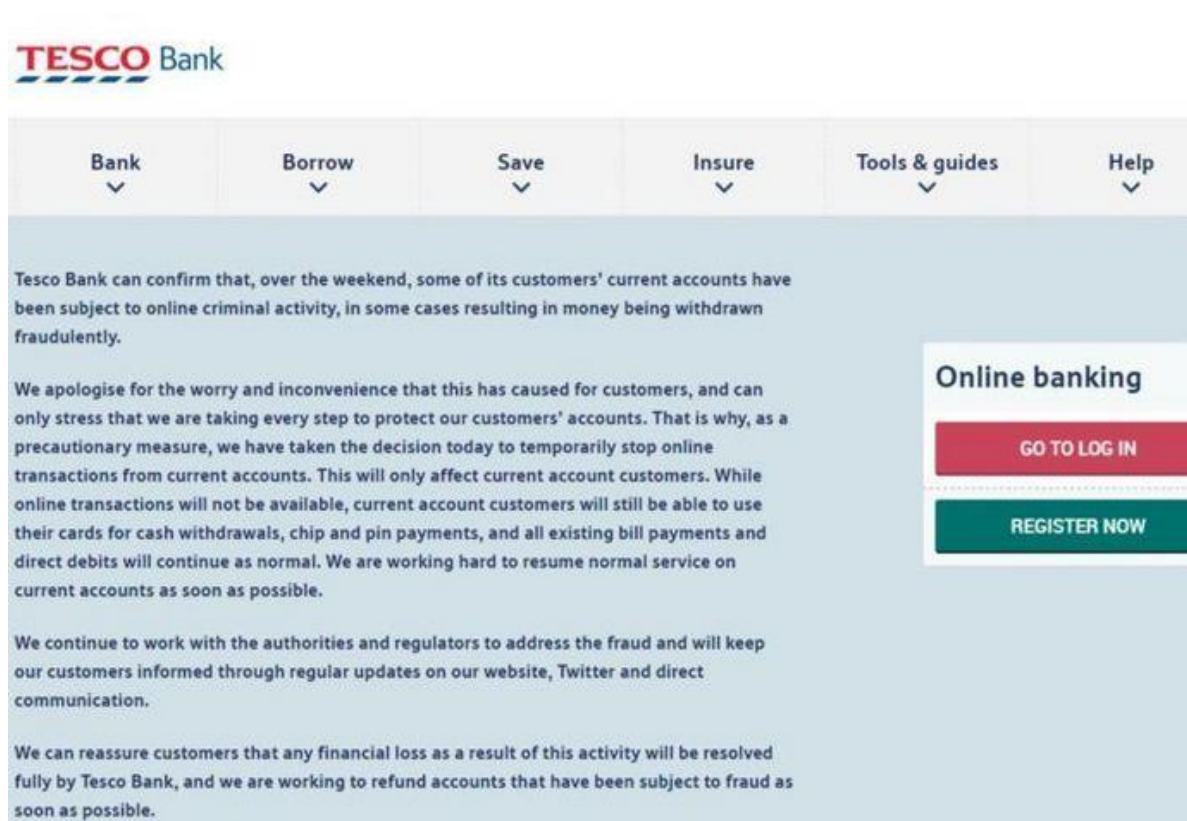 TESCO Bank
Bank Borrow Save Insure Tools & guides Help
Tesco Bank can confirm that, over the weekend, some of its customers' current accounts have
been subject to online criminal activity, in some cases resulting in money being withdrawn
fraudulently.
We apologise for the worry and inconvenience that this has caused for customers, and can
only stress that we are taking every step to protect our customers' accounts. That is why, as a
precautionary measure, we have taken the decision today to temporarily stop online
transactions from current accounts. This will only affect current account customers. While
online transactions will not be available, current account customers will still be able to use
their cards for cash withdrawals, chip and pin payments, and all existing bill payments and
direct debits will continue as normal. We are working hard to resume normal service on
current accounts as soon as possible.
We continue to work with the authorities and regulators to address the fraud and will keep
our customers informed through regular updates on our website, Twitter and direct
communication.
We can reassure customers that any financial loss as a result of this activity will be resolved
fully by Tesco Bank, and we are working to refund accounts that have been subject to fraud as
soon as possible.
Online banking
GO TO LOG IN
REGISTER NOW